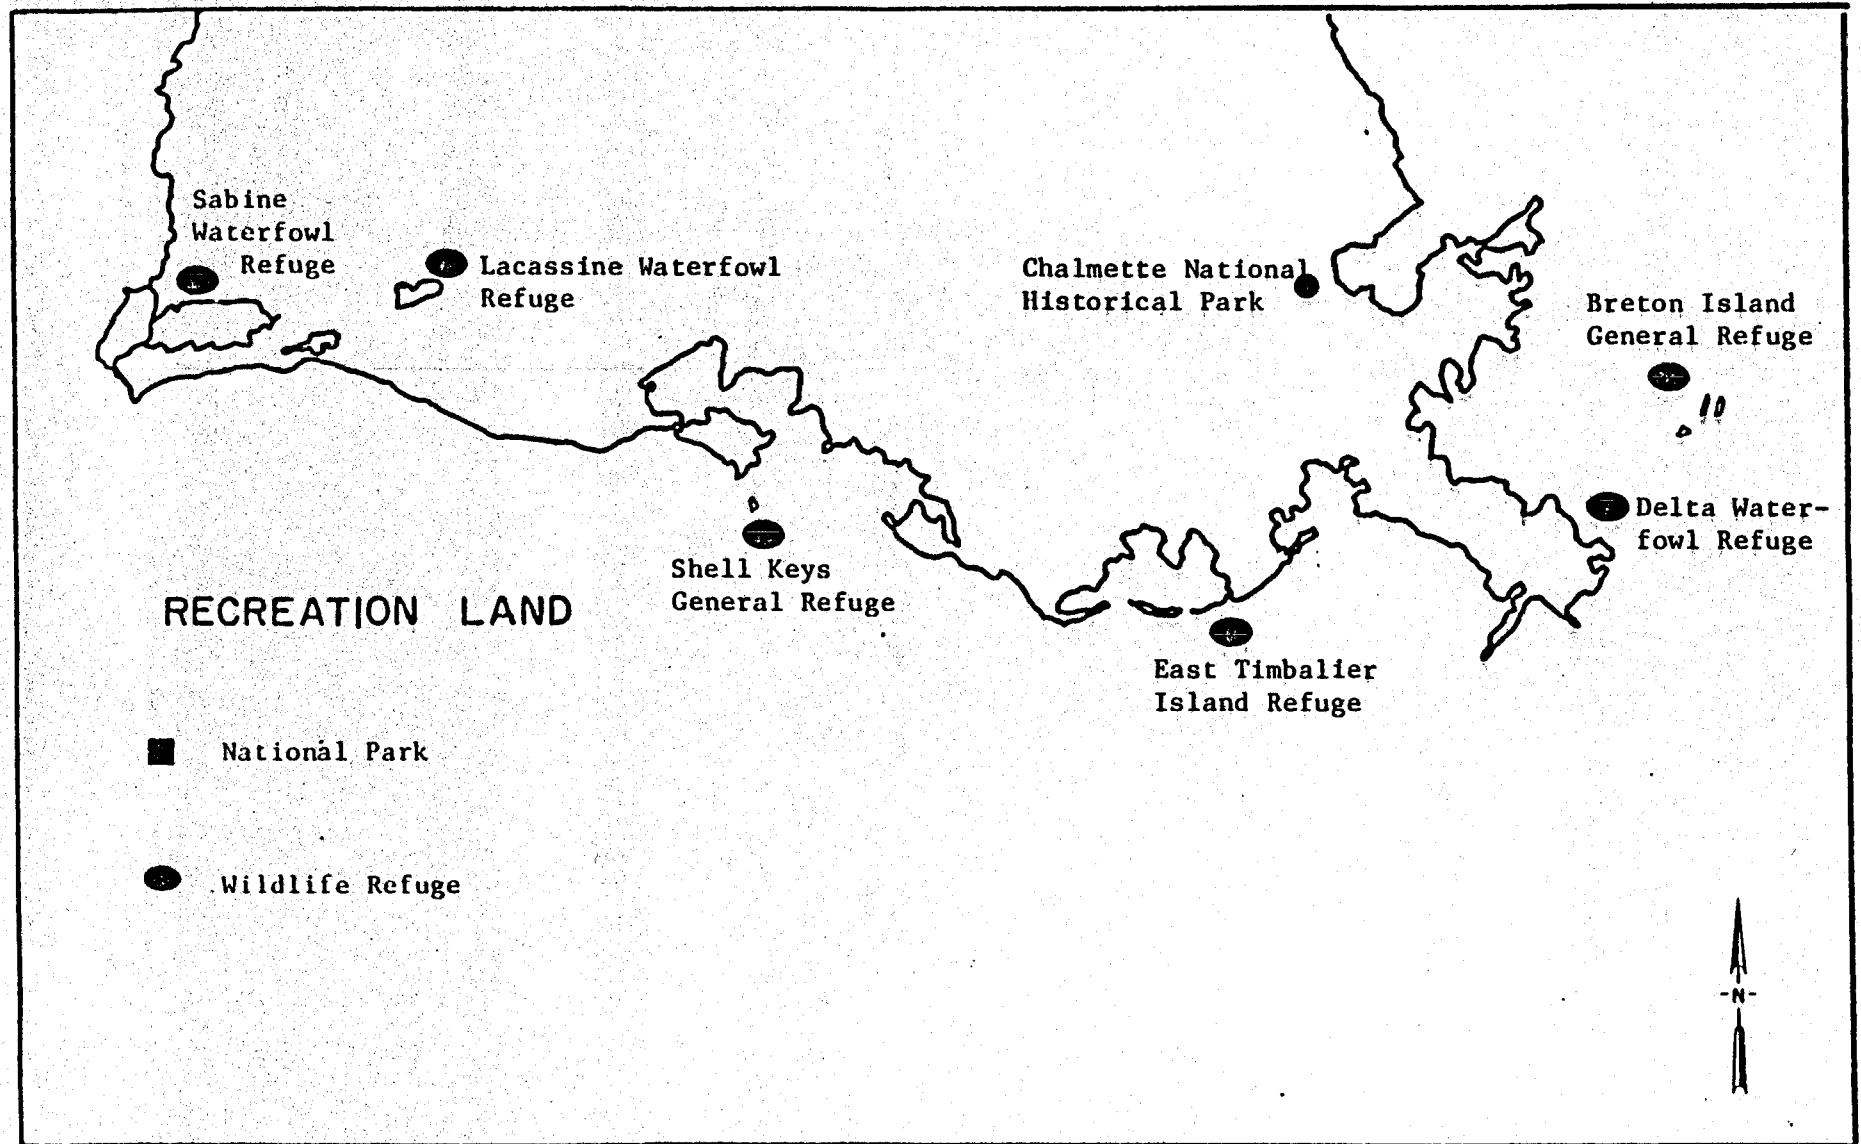 Sabine
Waterfowl
Refuge
Lacassine Waterfowl
Refuge
Chalmette National
Historical Park
Breton Island
General Refuge
Delta Water-
fowl Refuge
Shell Keys
General Refuge
East Timbalier
Island Refuge
RECREATION LAND
National Park
Wildlife Refuge
-N-